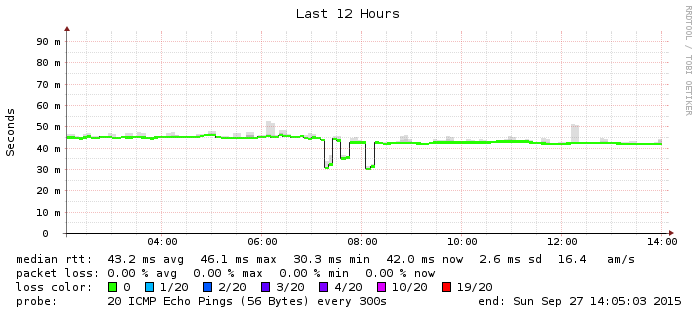 Last 12 Hours
RRDTOOL / TOBI OETIKER
Seconds
90 m
80 m
70 m
60 m
50 m
40 m
30 m
20 m
10 m
0
04:00 06:00 08:00 10:00 12:00 14:00
median rtt: 43.2 ms avg 46.1 ms max 30.3 ms min 42.0 ms now 2.6 ms sd 16.4 am/s
packet loss: 0.00 % avg 0.00 % max 0.00 % min 0.00 % now
loss color: 0 1/20 2/20 3/20 4/20 10/20 19/20
probe: 20 ICMP Echo Pings (56 Bytes) every 300s end: Sun Sep 27 14:05:03 2015